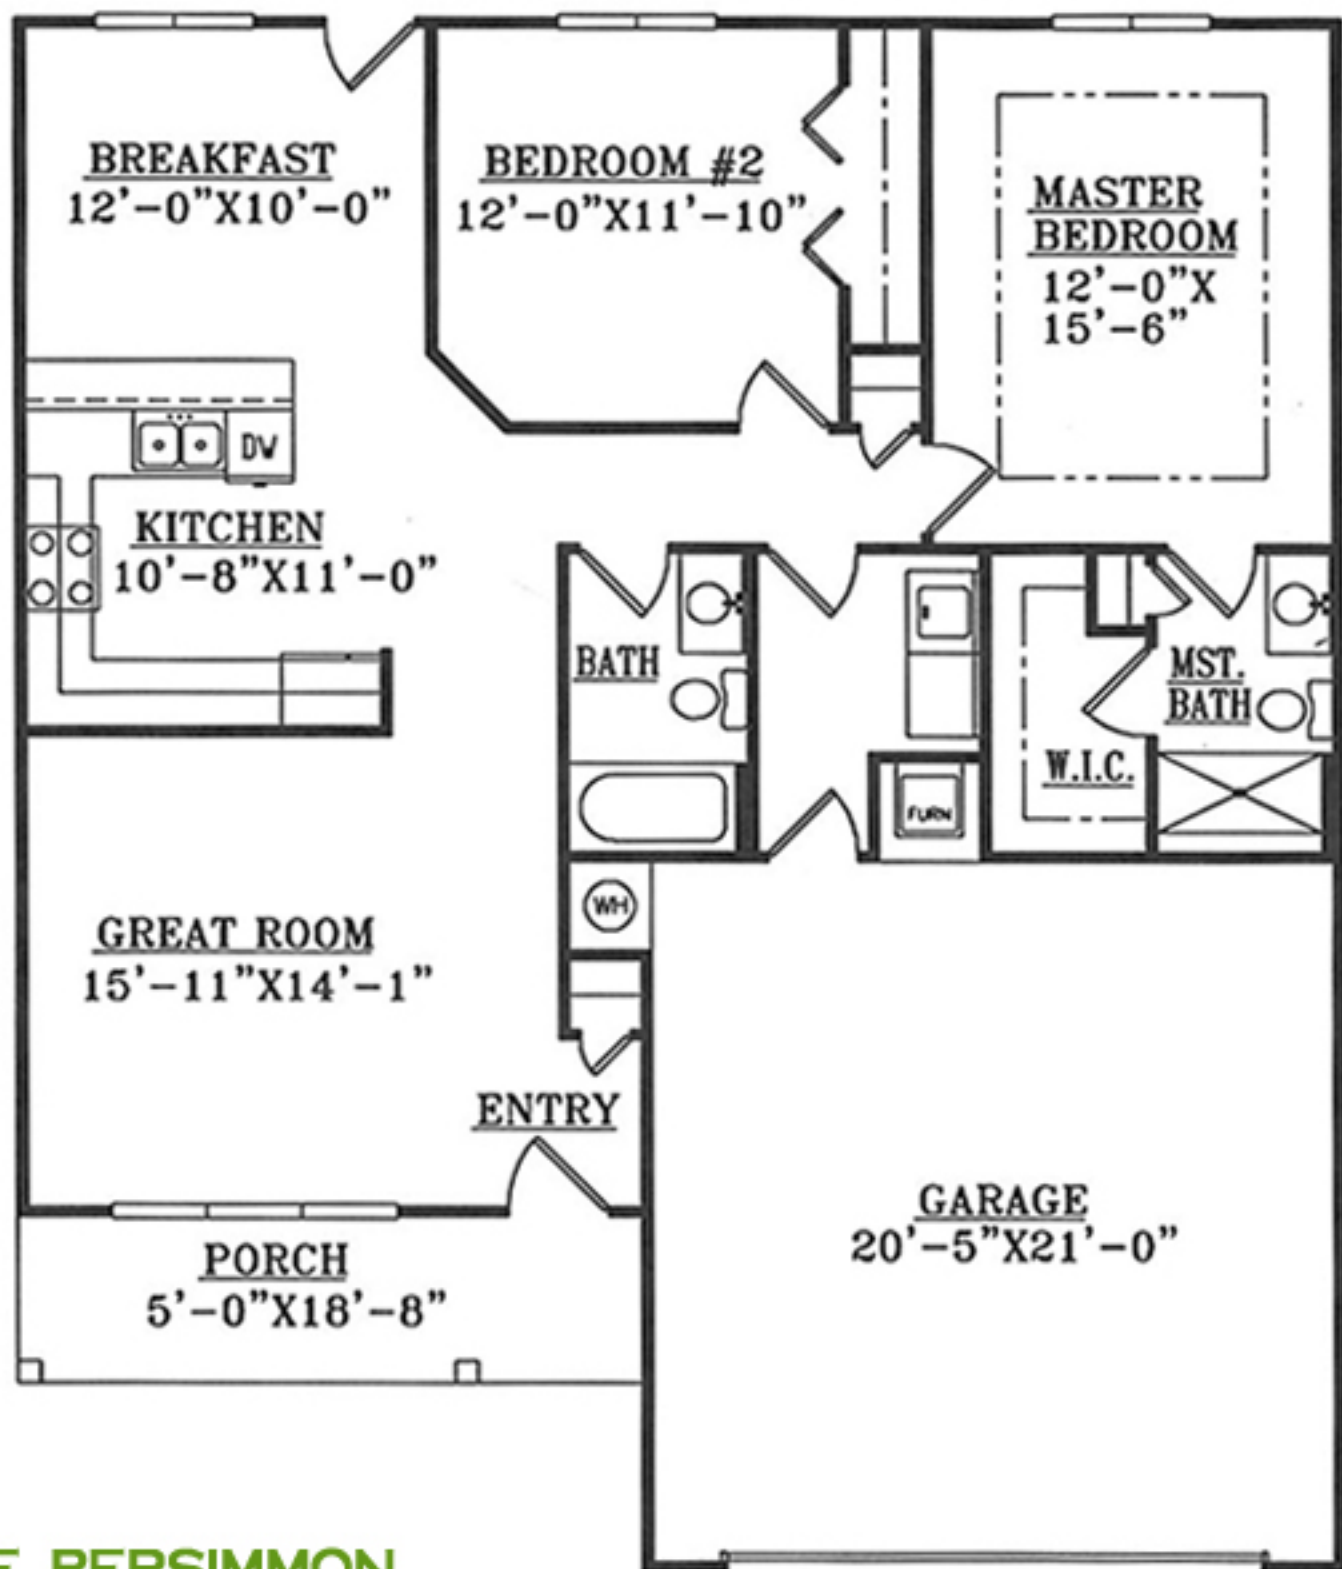 BREAKFAST
12'-0"X10'-0"
BEDROOM #2
12'-0"X11'-10"
MASTER
BEDROOM
12'-0"X
15'-6"
DW
KITCHEN
10'-8"X11'-0"
BATH
MST.
BATH
W.I.C.
FURN
WH
GREAT ROOM
15'-11"X14'-1"
ENTRY
GARAGE
20'-5"X21'-0"
PORCH
5'-0"X18'-8"
PERSIMMON